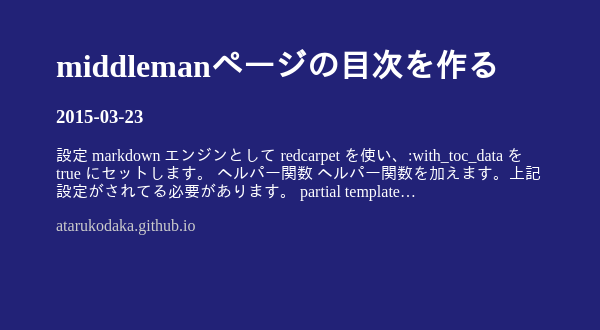 middlemanページの目次を作る
2015-03-23
設定 markdown エンジンとして redcarpet を使い、:with_toc_data を
true にセットします。 ヘルパー関数 ヘルパー関数を加えます。上記
設定がされてる必要があります。 partial template…
atarukodaka.github.io